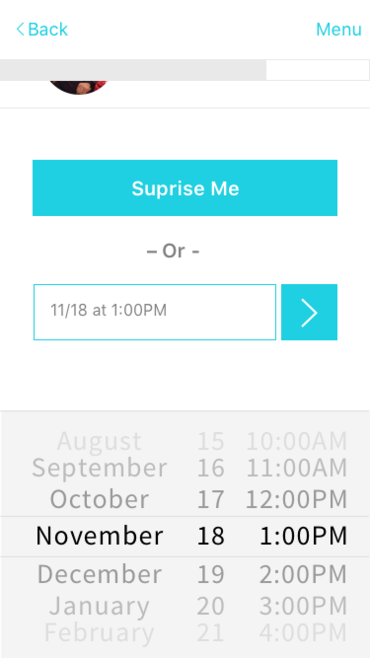 Back Menu
Suprise Me
– Or -
11/18 at 1:00PM
August 15 10:00AM
September 16 11:00AM
October 17 12:00PM
November 18 1:00PM
December 19 2:00PM
January 20 3:00PM
February 21 4:00PM